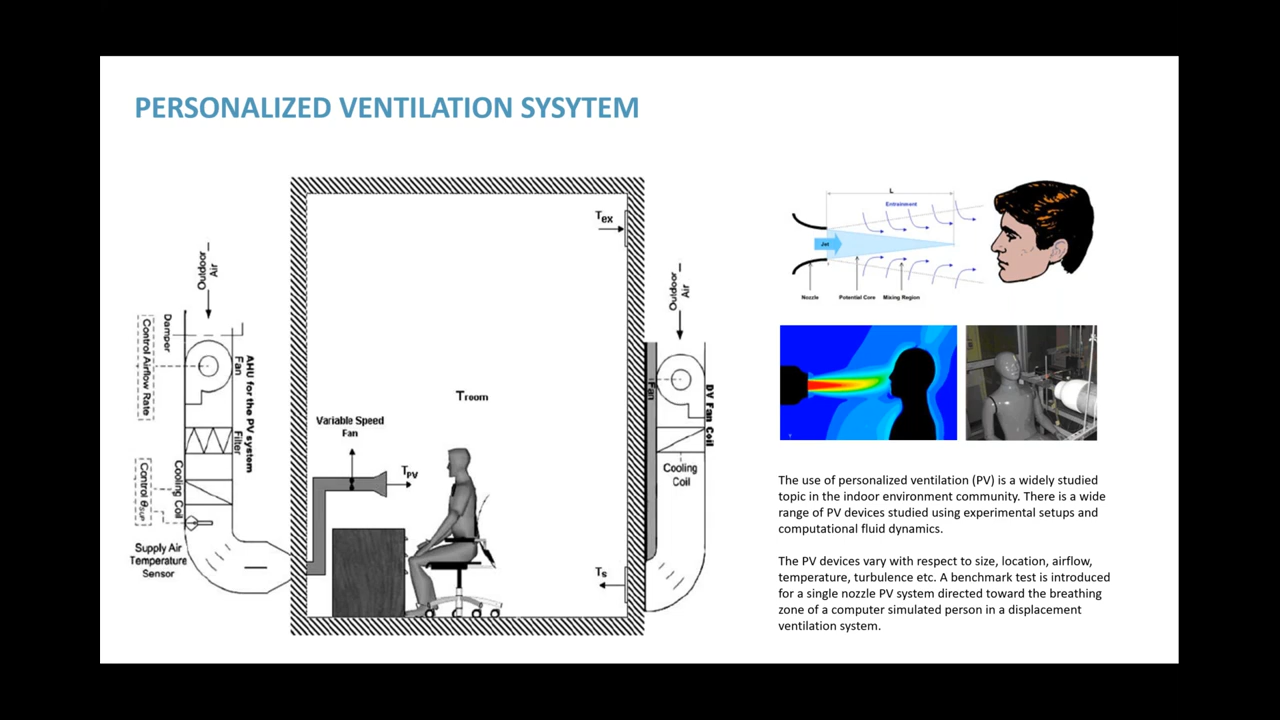 PERSONALIZED VENTILATION SYSYTEM
Outdoor
Air
Damper
Control Airflow Rate
Fan
AHU for the PV system
Filter
Cooling Coil
Control θsup
Supply Air
Temperature
Sensor
Tex
Troom
Variable Speed
Fan
TPV
Ts
Outdoor
Air
Fan
DV Fan Coil
Cooling
Coil
L
Entrainment
Jet
Nozzle
Potential Core
Mixing Region
The use of personalized ventilation (PV) is a widely studied
topic in the indoor environment community. There is a wide
range of PV devices studied using experimental setups and
computational fluid dynamics.
The PV devices vary with respect to size, location, airflow,
temperature, turbulence etc. A benchmark test is introduced
for a single nozzle PV system directed toward the breathing
zone of a computer simulated person in a displacement
ventilation system.